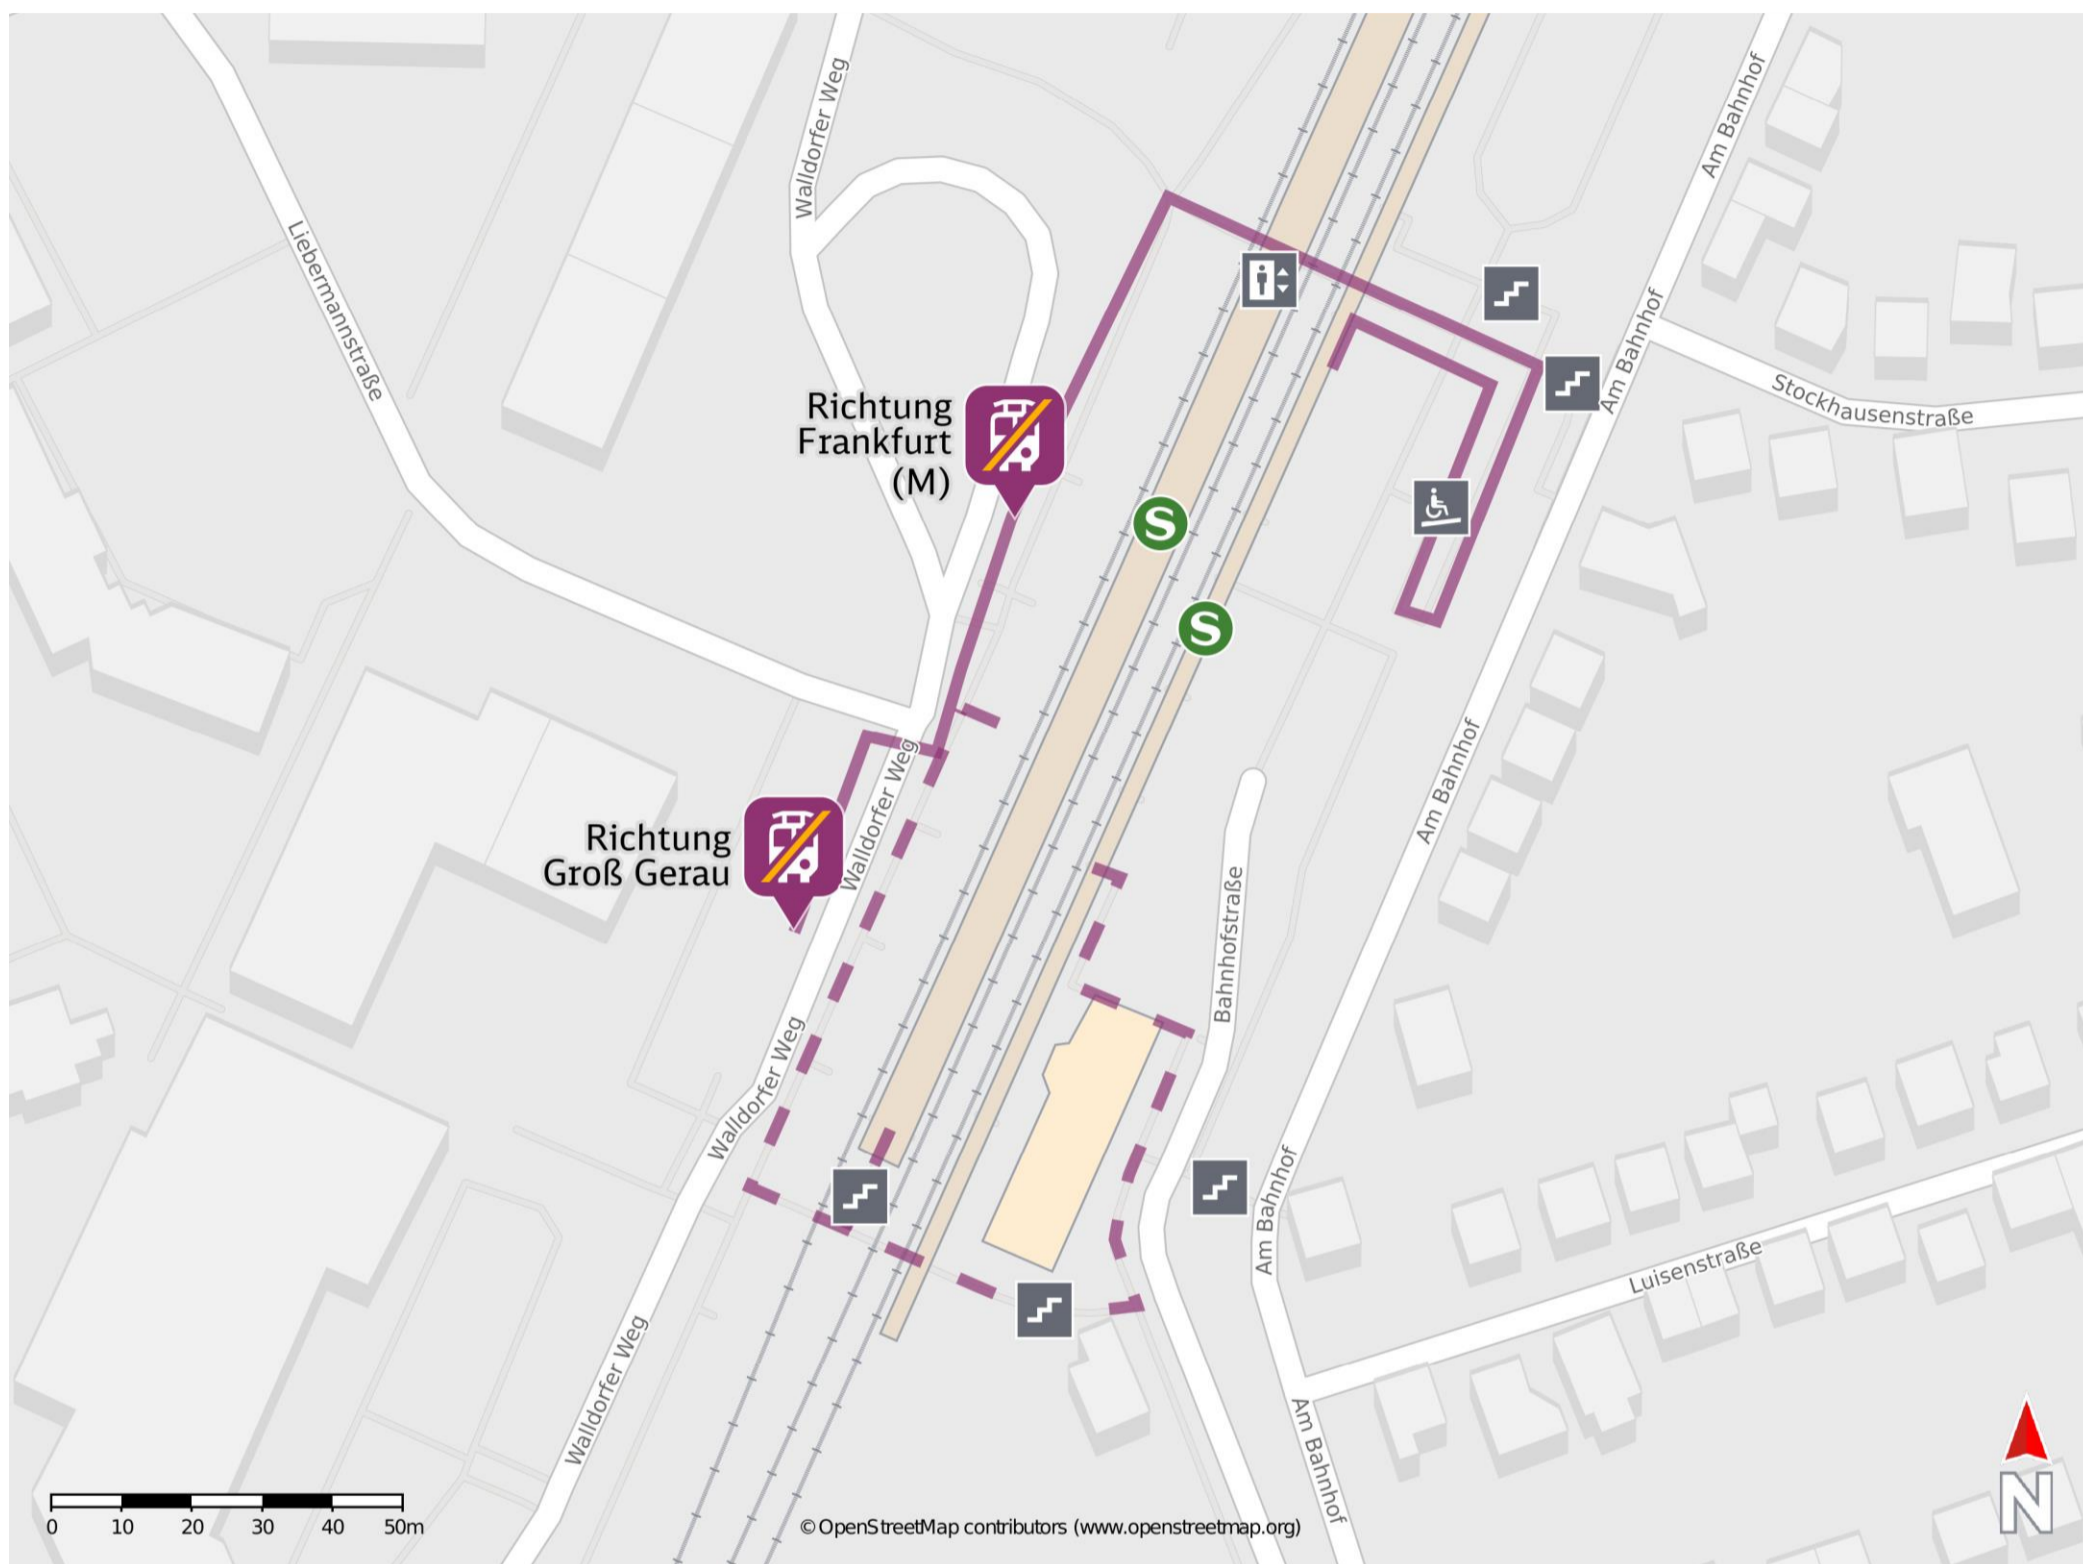 Walldorfer Weg
Am Bahnhof
Liebermannstraße
Am Bahnhof
Stockhausenstraße
Richtung
Frankfurt
(M)
S
S
Walldorfer Weg
Am Bahnhof
Richtung
Groß Gerau
Bahnhofstraße
Walldorfer Weg
Am Bahnhof
Luisenstraße
Walldorfer Weg
Am Bahnhof
N
0 10 20 30 40 50m
© OpenStreetMap contributors (www.openstreetmap.org)